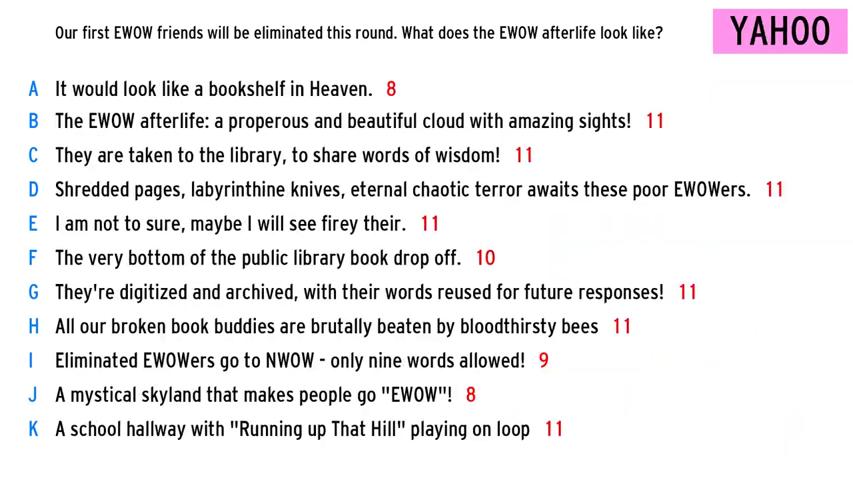 Our first EWOW friends will be eliminated this round. What does the EWOW afterlife look like?
YAHOO
A It would look like a bookshelf in Heaven. 8
B The EWOW afterlife: a properous and beautiful cloud with amazing sights! 11
C They are taken to the library, to share words of wisdom! 11
D Shredded pages, labyrinthine knives, eternal chaotic terror awaits these poor EWOWers. 11
E I am not to sure, maybe I will see firey their. 11
F The very bottom of the public library book drop off. 10
G They're digitized and archived, with their words reused for future responses! 11
H All our broken book buddies are brutally beaten by bloodthirsty bees 11
I Eliminated EWOWers go to NWOW - only nine words allowed! 9
J A mystical skyland that makes people go "EWOW"! 8
K A school hallway with "Running up That Hill" playing on loop 11